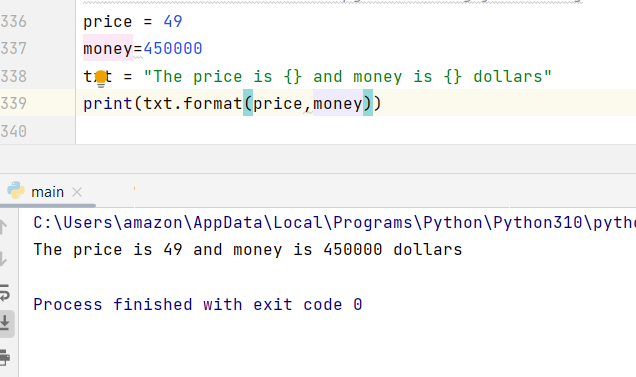 336 price = 49
337 money=450000
338 txt = "The price is {} and money is {} dollars"
339 print(txt.format(price,money))
340
main ×
C:\Users\amazon\AppData\Local\Programs\Python\Python310\pytho
The price is 49 and money is 450000 dollars
Process finished with exit code 0